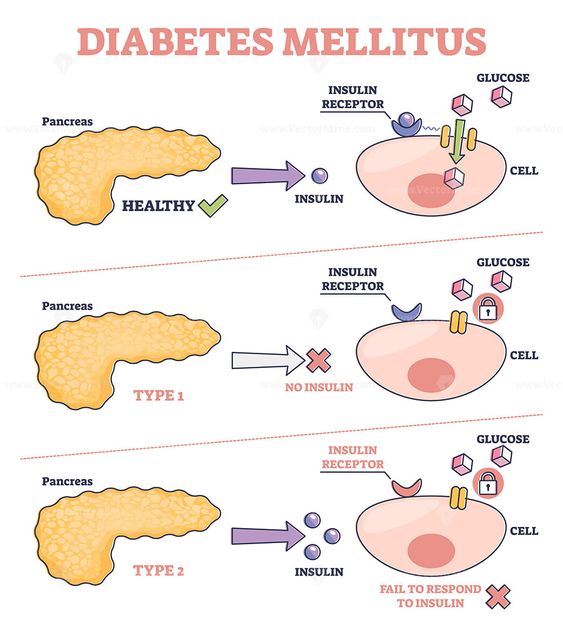 DIABETES MELLITUS
Pancreas
HEALTHY
INSULIN
INSULIN
RECEPTOR
GLUCOSE
CELL
Pancreas
TYPE 1
NO INSULIN
INSULIN
RECEPTOR
GLUCOSE
CELL
Pancreas
TYPE 2
INSULIN
INSULIN
RECEPTOR
GLUCOSE
CELL
FAIL TO RESPOND
TO INSULIN